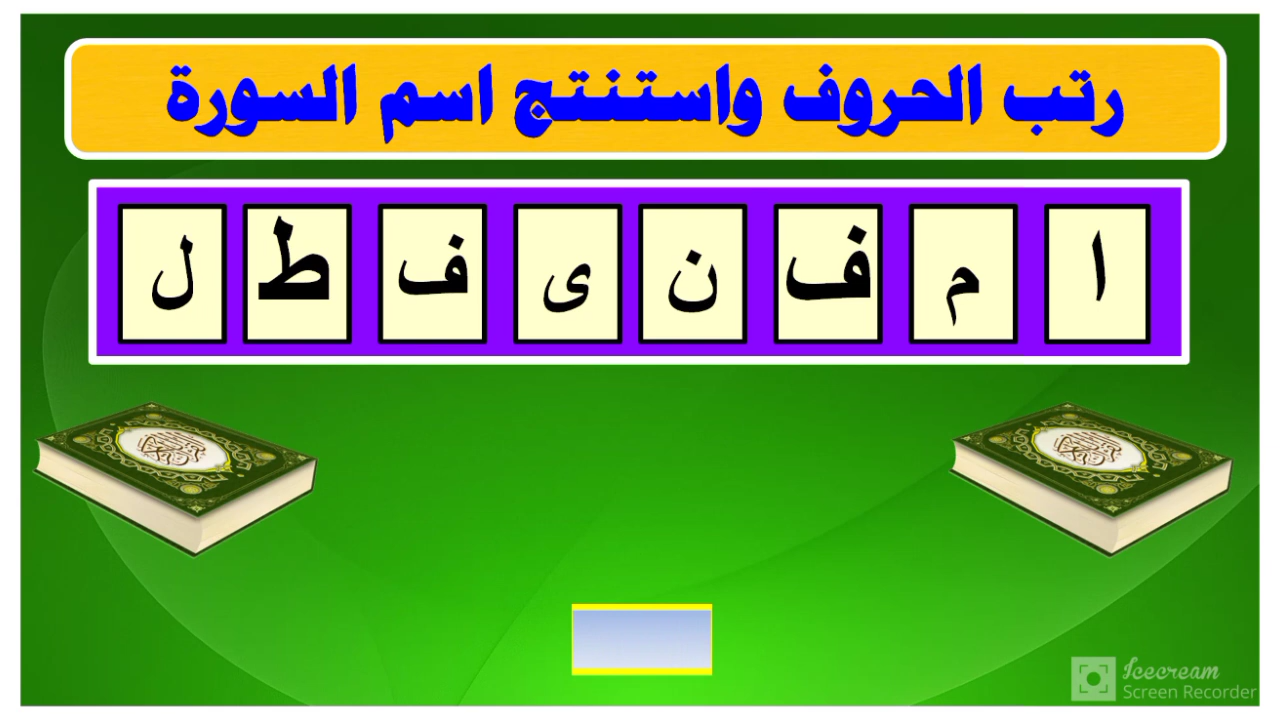 رتب الحروف واستنتج اسم السورة
ا م ف ن ى ف ط ل
Icecream
Screen Recorder